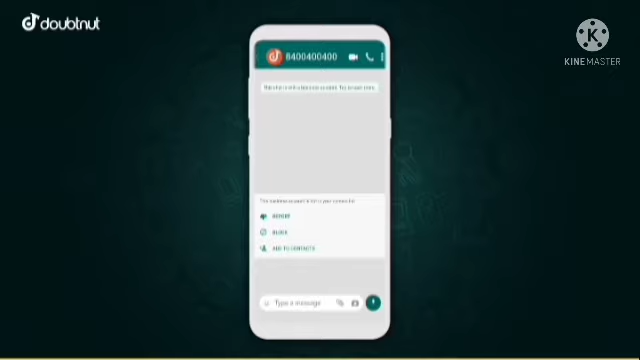 doubtnut
K
KINEMASTER
8400400400
REPORT
BLOCK
ADD TO CONTACTS
Type a message